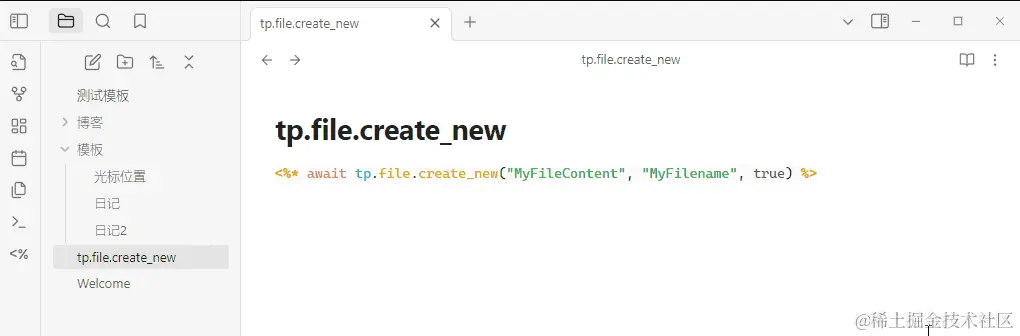 tp.file.create_new
tp.file.create_new
测试模板
博客
模板
光标位置
日记
日记2
tp.file.create_new
Welcome
<%
tp.file.create_new
<%* await tp.file.create_new("MyFileContent", "MyFilename", true) %>
@稀土掘金技术社区